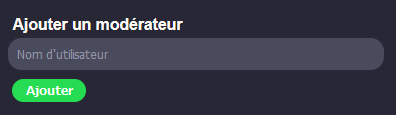 Ajouter un modérateur
Nom d'utilisateur
Ajouter